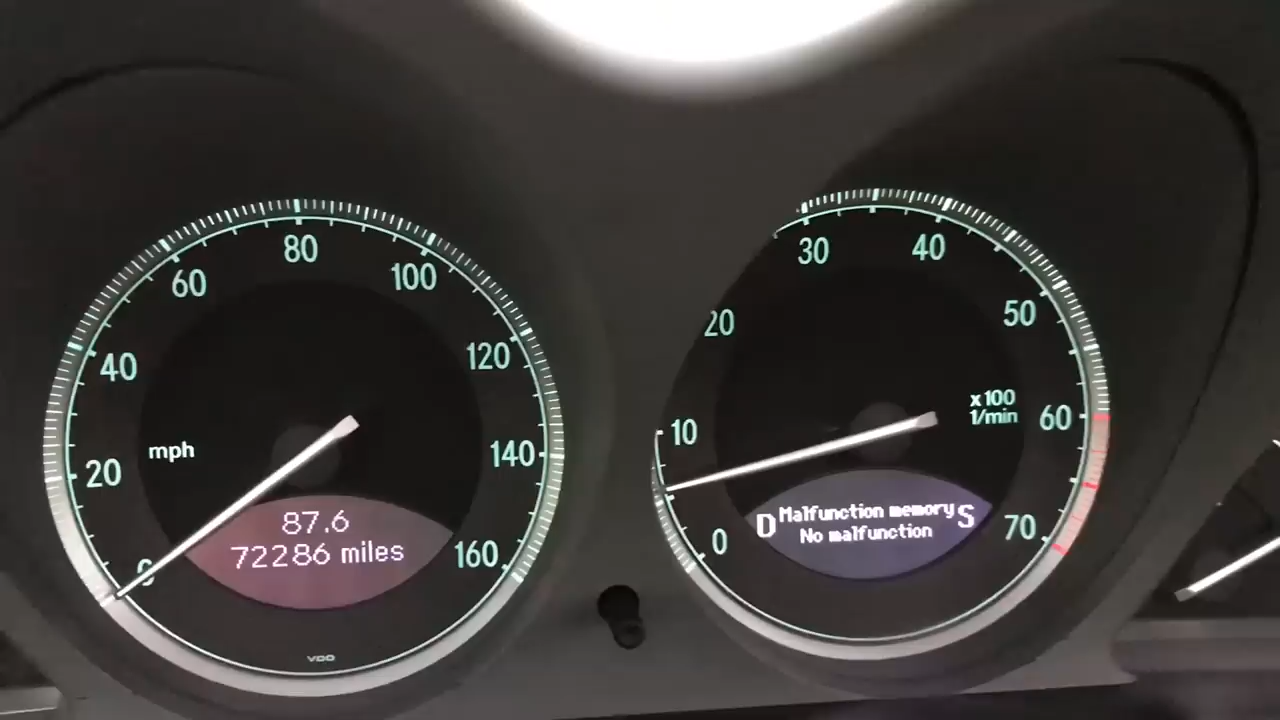 0
20
40
60
80
100
120
140
160
mph
87.6
72286 miles
VDO
0
10
20
30
40
50
60
70
x100
1/min
D Malfunction memory S
No malfunction